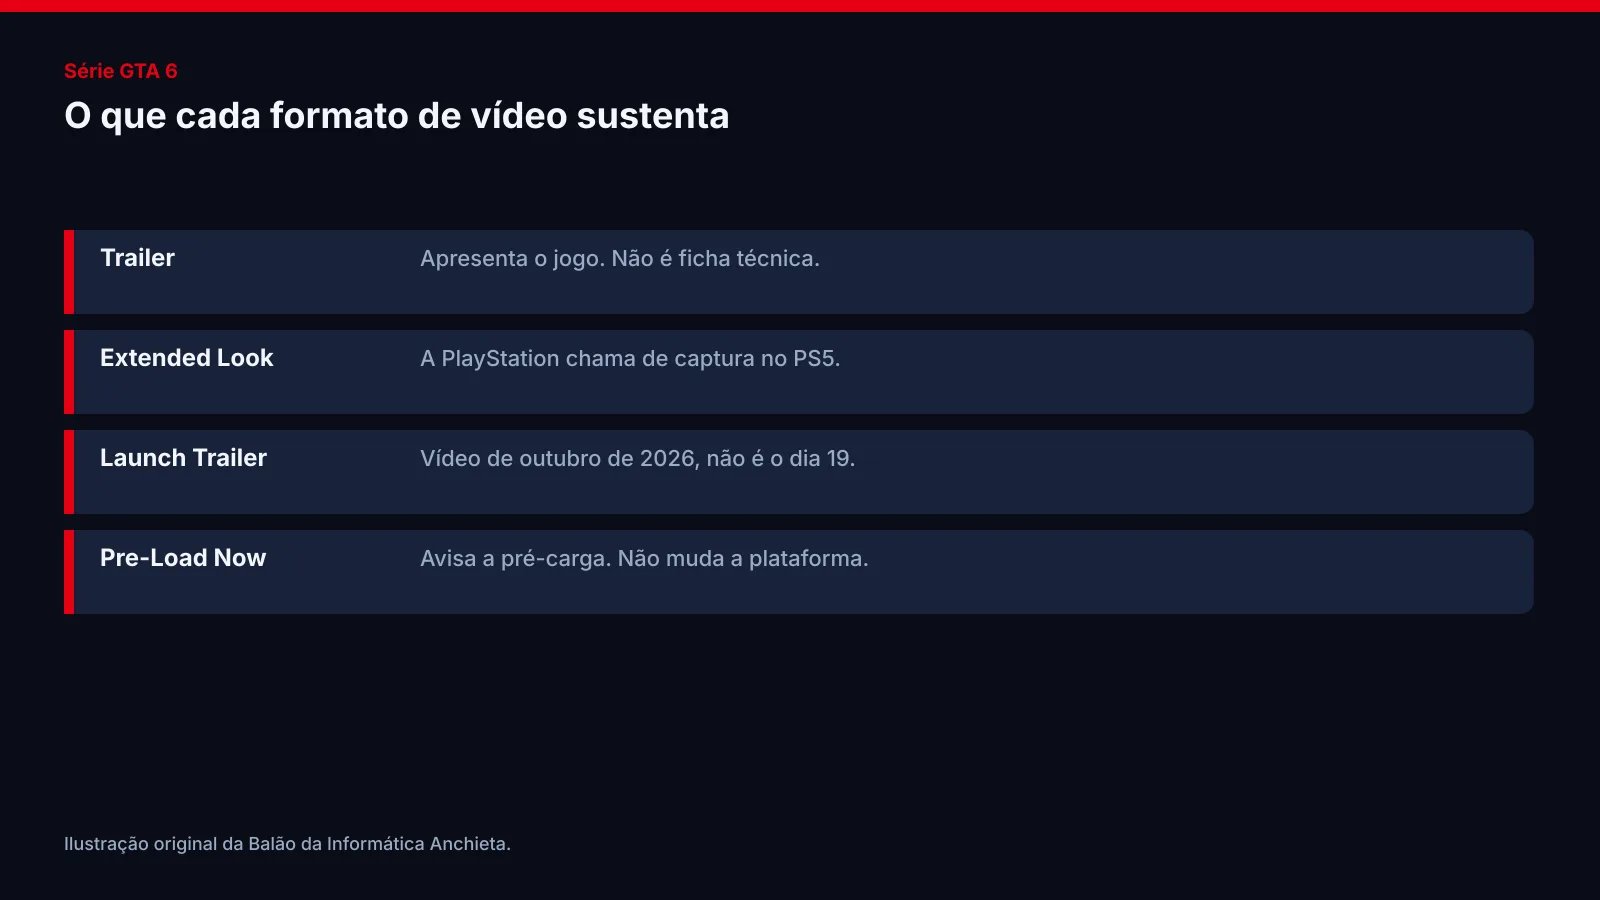 Série GTA 6
O que cada formato de vídeo sustenta
Trailer
Apresenta o jogo. Não é ficha técnica.
Extended Look
A PlayStation chama de captura no PS5.
Launch Trailer
Vídeo de outubro de 2026, não é o dia 19.
Pre-Load Now
Avisa a pré-carga. Não muda a plataforma.
Ilustração original da Balão da Informática Anchieta.